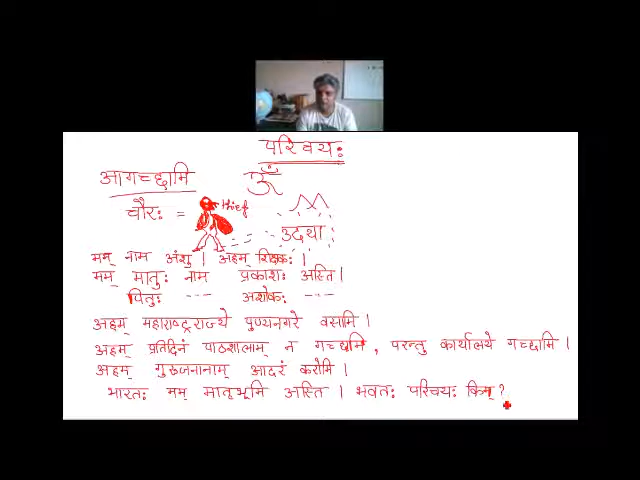 परिचयः
आगच्छामि ॐ
चौरः = thief
मम् नाम अंशु । अहम् शिक्षकः ।
मम् मातुः नाम् प्रकाशः अस्ति ।
पितुः --- अशोकः ---
अहम् महाराष्ट्रराज्ये पुण्यनगरे वसामि ।
अहम् प्रतिदिनं पाठशालाम् न गच्छामि , परन्तु कार्यालये गच्छामि ।
अहम् गुरुजनानाम् आदरं करोमि ।
भारतः मम् मातृभूमि अस्ति । भवतः परिचयः किम् ?